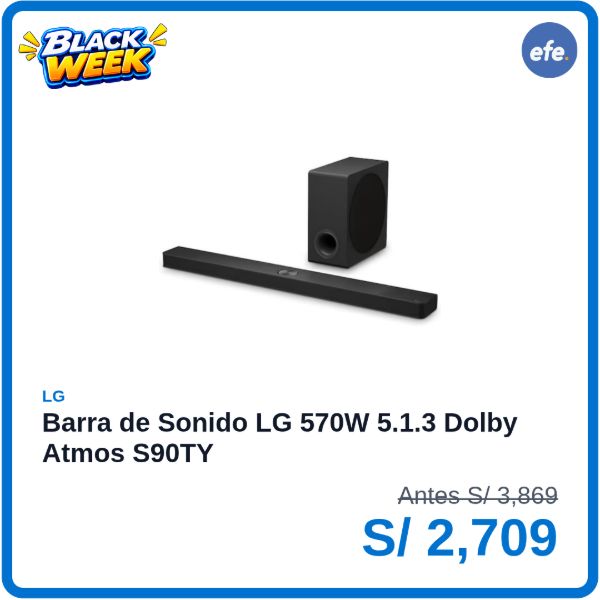 BLACK
WEEK
efe.
LG
Barra de Sonido LG 570W 5.1.3 Dolby
Atmos S90TY
Antes S/ 3,869
S/ 2,709